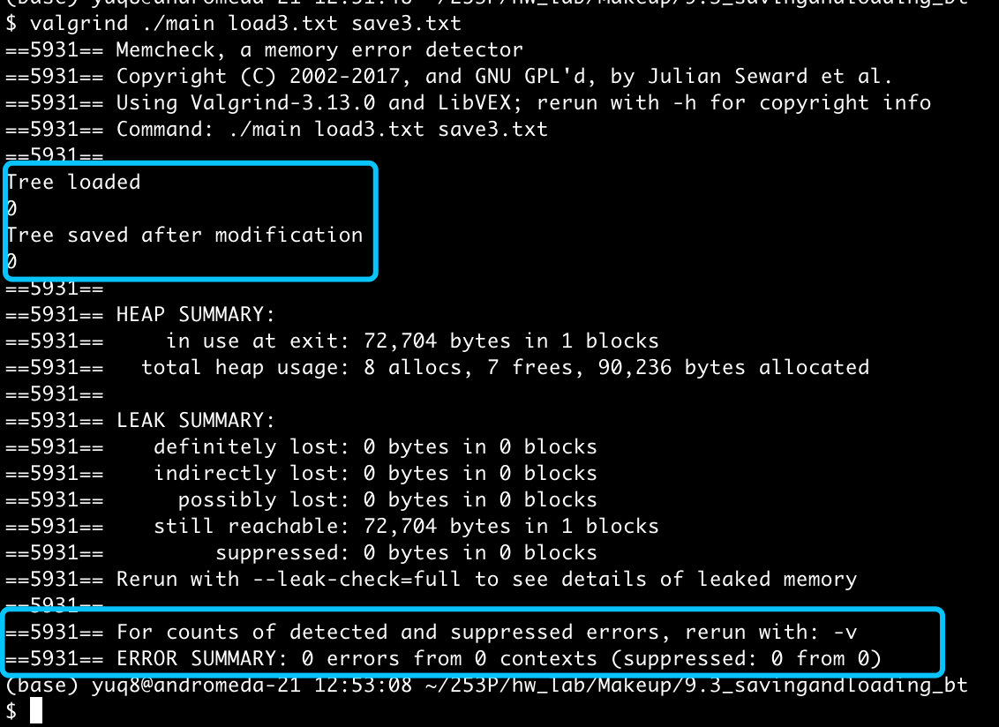 (base) yuq8@andromeda-21 12:51:48 ~/253P/hw_lab/Makeup/9.3_savingandloading_bt
$ valgrind ./main load3.txt save3.txt
==5931== Memcheck, a memory error detector
==5931== Copyright (C) 2002-2017, and GNU GPL'd, by Julian Seward et al.
==5931== Using Valgrind-3.13.0 and LibVEX; rerun with -h for copyright info
==5931== Command: ./main load3.txt save3.txt
==5931==
Tree loaded
0
Tree saved after modification
0
==5931==
==5931== HEAP SUMMARY:
==5931==     in use at exit: 72,704 bytes in 1 blocks
==5931==   total heap usage: 8 allocs, 7 frees, 90,236 bytes allocated
==5931==
==5931== LEAK SUMMARY:
==5931==    definitely lost: 0 bytes in 0 blocks
==5931==    indirectly lost: 0 bytes in 0 blocks
==5931==      possibly lost: 0 bytes in 0 blocks
==5931==    still reachable: 72,704 bytes in 1 blocks
==5931==         suppressed: 0 bytes in 0 blocks
==5931== Rerun with --leak-check=full to see details of leaked memory
==5931==
==5931== For counts of detected and suppressed errors, rerun with: -v
==5931== ERROR SUMMARY: 0 errors from 0 contexts (suppressed: 0 from 0)
(base) yuq8@andromeda-21 12:53:08 ~/253P/hw_lab/Makeup/9.3_savingandloading_bt
$